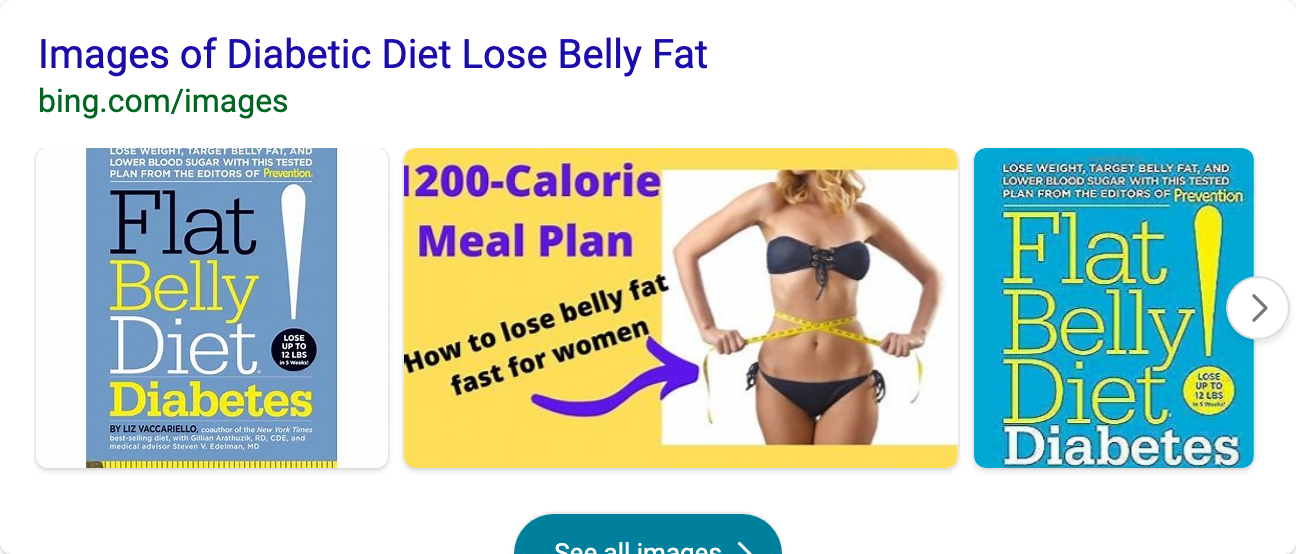 Images of Diabetic Diet Lose Belly Fat
bing.com/images
LOSE WEIGHT, TARGET BELLY FAT, AND
LOWER BLOOD SUGAR WITH THIS TESTED
PLAN FROM THE EDITORS OF Prevention.
Flat
Belly
Diet!
LOSE
UP TO
12 LBS
in 5 Weeks!
Diabetes
BY LIZ VACCARIELLO, coauthor of the New York Times
best-selling diet, with Gillian Arathuzik, RD, CDE, and
medical advisor Steven V. Edelman, MD
1200-Calorie
Meal Plan
How to lose belly fat
fast for women
LOSE WEIGHT, TARGET BELLY FAT, AND
LOWER BLOOD SUGAR WITH THIS TESTED
PLAN FROM THE EDITORS OF Prevention
Flat
Belly
Diet!
LOSE
UP TO
12 LBS
in 5 Weeks!
Diabetes
See all images